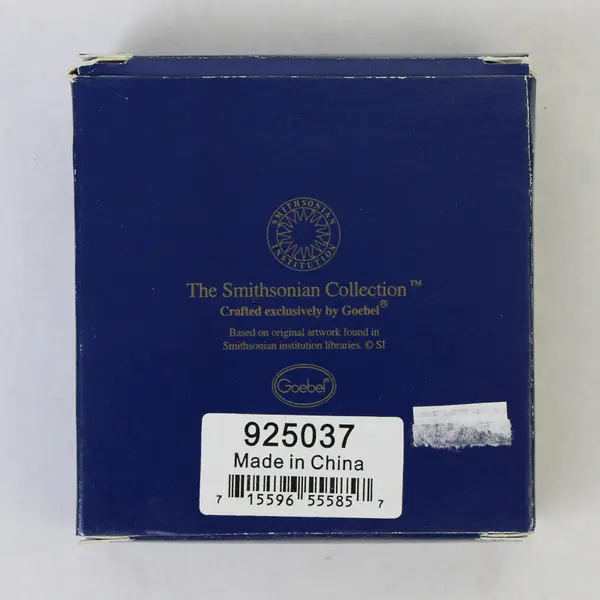 SMITHSONIAN
INSTITUTION
The Smithsonian Collection™
Crafted exclusively by Goebel®
Based on original artwork found in
Smithsonian institution libraries. © SI
Goebel®
925037
Made in China
7 15596 55585 7